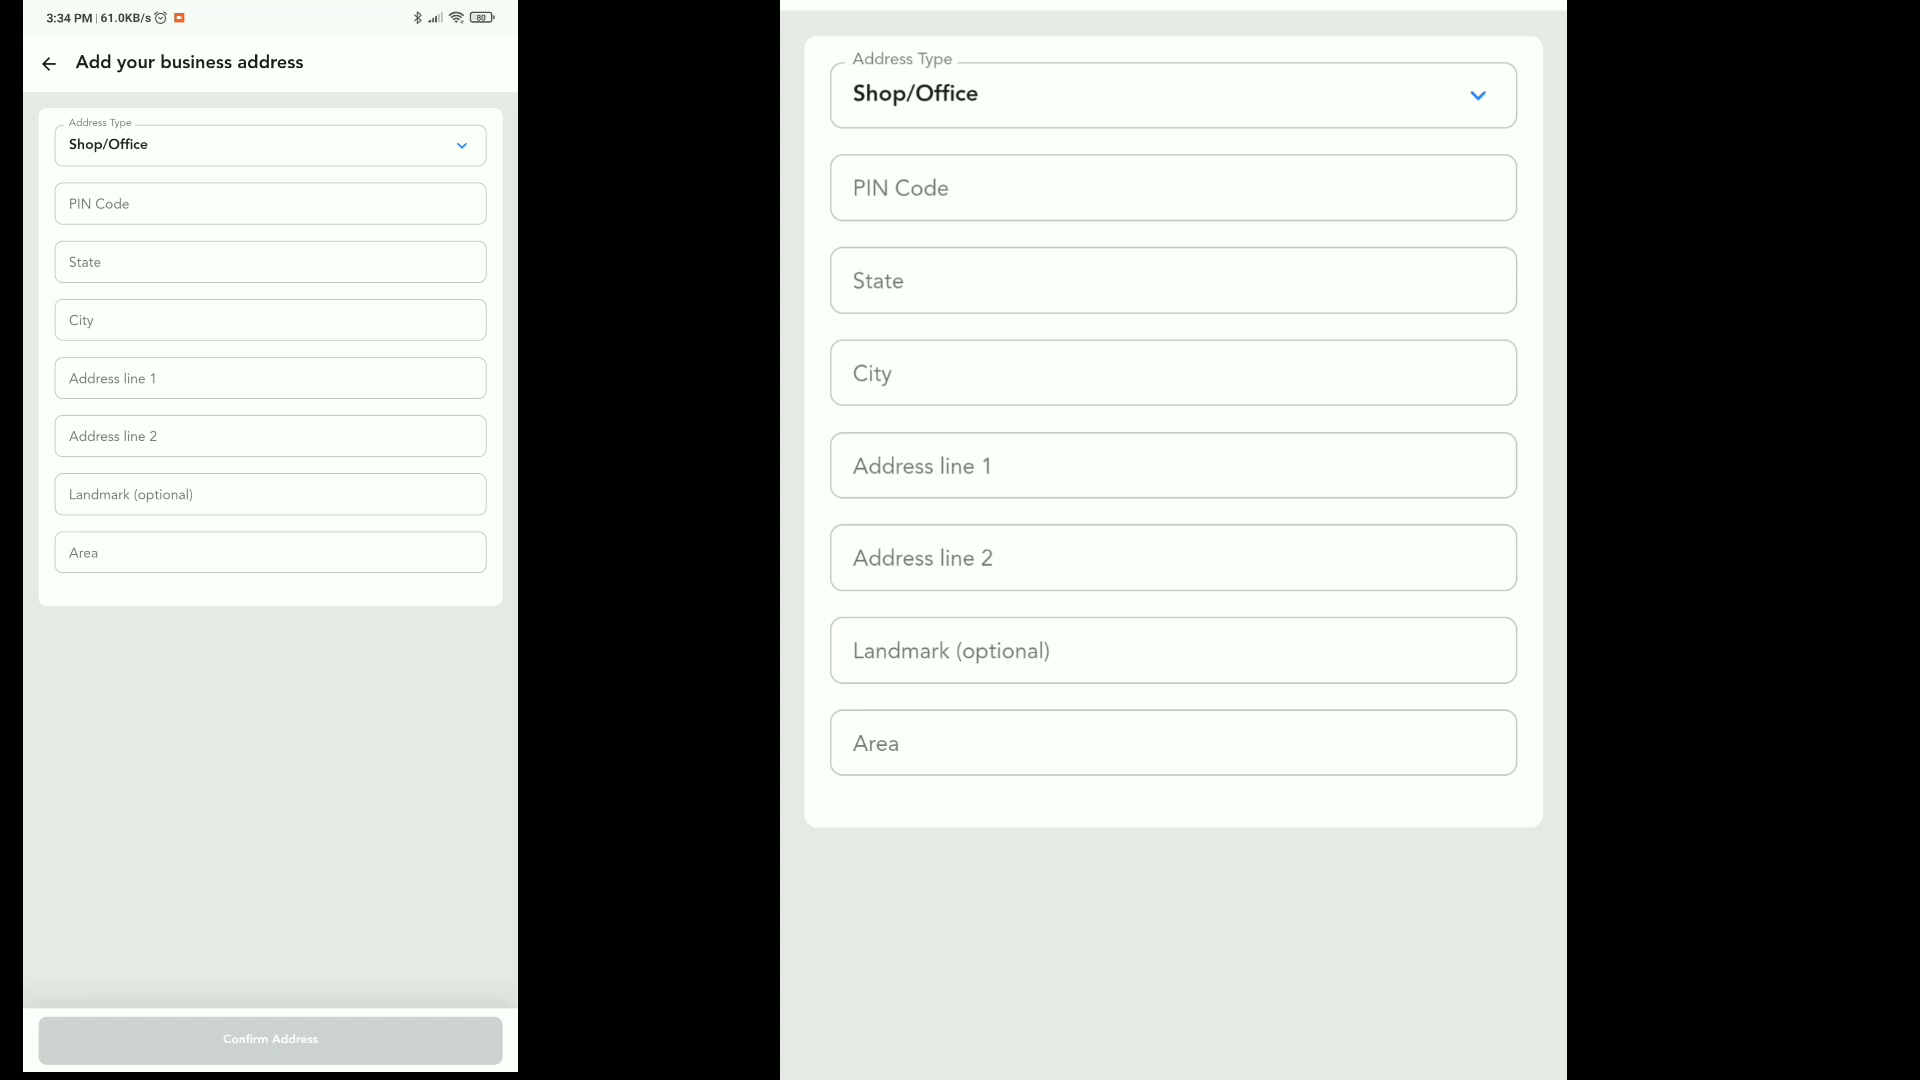 3:34 PM | 61.0KB/s
80
Add your business address
Address Type
Shop/Office
PIN Code
State
City
Address line 1
Address line 2
Landmark (optional)
Area
Confirm Address
Address Type
Shop/Office
PIN Code
State
City
Address line 1
Address line 2
Landmark (optional)
Area